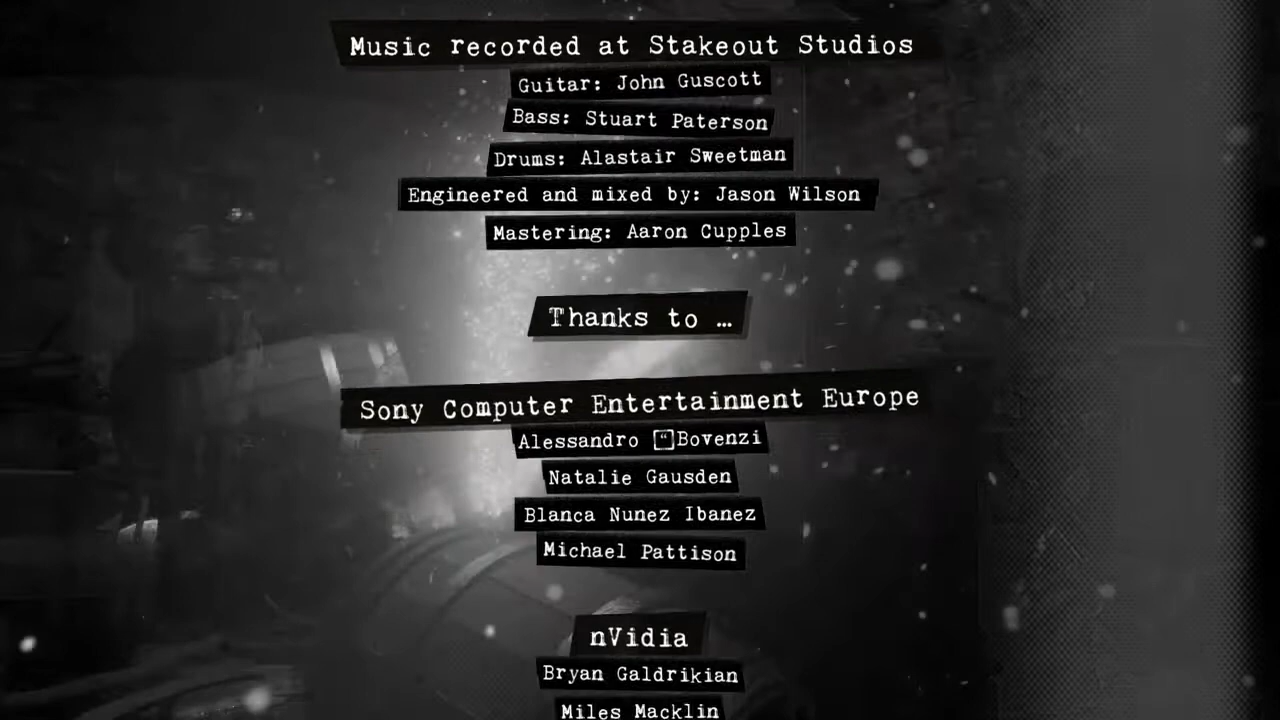 Music recorded at Stakeout Studios
Guitar: John Guscott
Bass: Stuart Paterson
Drums: Alastair Sweetman
Engineered and mixed by: Jason Wilson
Mastering: Aaron Cupples
Thanks to …
Sony Computer Entertainment Europe
Alessandro “Bovenzi
Natalie Gausden
Blanca Nunez Ibanez
Michael Pattison
nVidia
Bryan Galdrikian
Miles Macklin